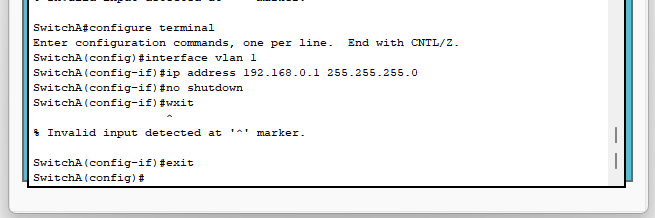 SwitchA#configure terminal
Enter configuration commands, one per line.  End with CNTL/Z.
SwitchA(config)#interface vlan 1
SwitchA(config-if)#ip address 192.168.0.1 255.255.255.0
SwitchA(config-if)#no shutdown
SwitchA(config-if)#wxit
^
% Invalid input detected at '^' marker.
SwitchA(config-if)#exit
SwitchA(config)#